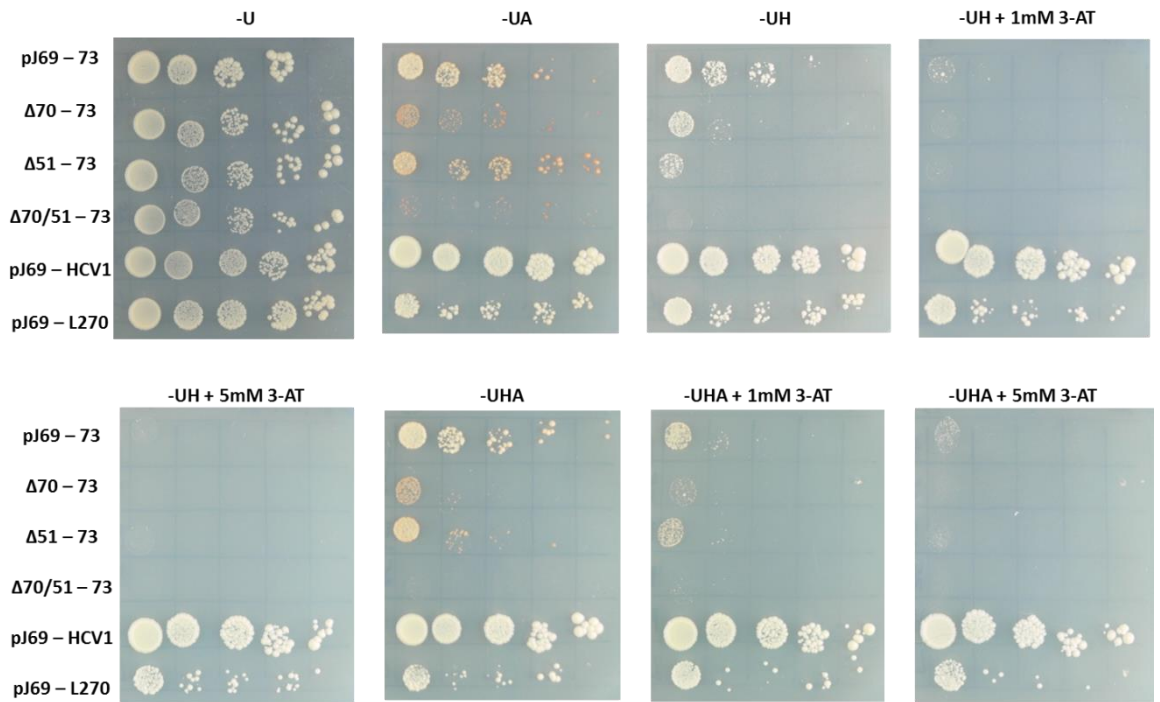 -U -UA -UH -UH + 1mM 3-AT
pJ69 – 73
Δ70 – 73
Δ51 – 73
Δ70/51 – 73
pJ69 – HCV1
pJ69 – L270
-UH + 5mM 3-AT -UHA -UHA + 1mM 3-AT -UHA + 5mM 3-AT
pJ69 – 73
Δ70 – 73
Δ51 – 73
Δ70/51 – 73
pJ69 – HCV1
pJ69 – L270